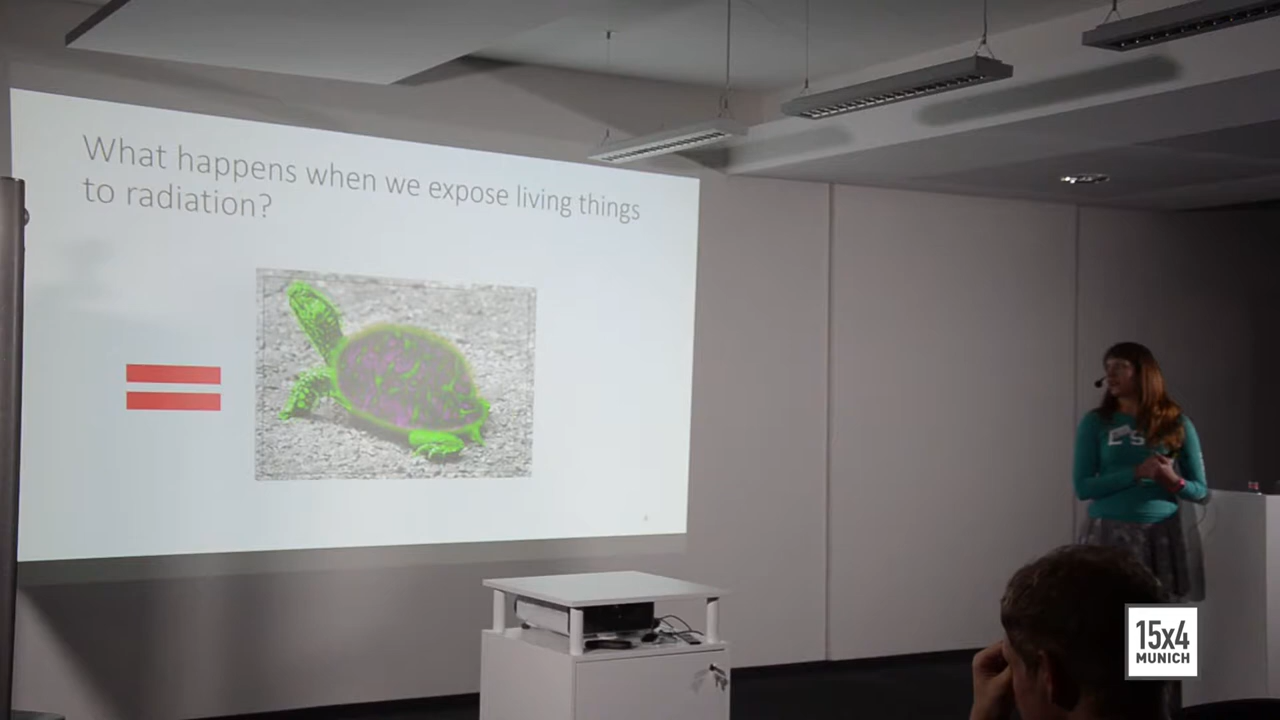 What happens when we expose living things
to radiation?
15x4
MUNICH